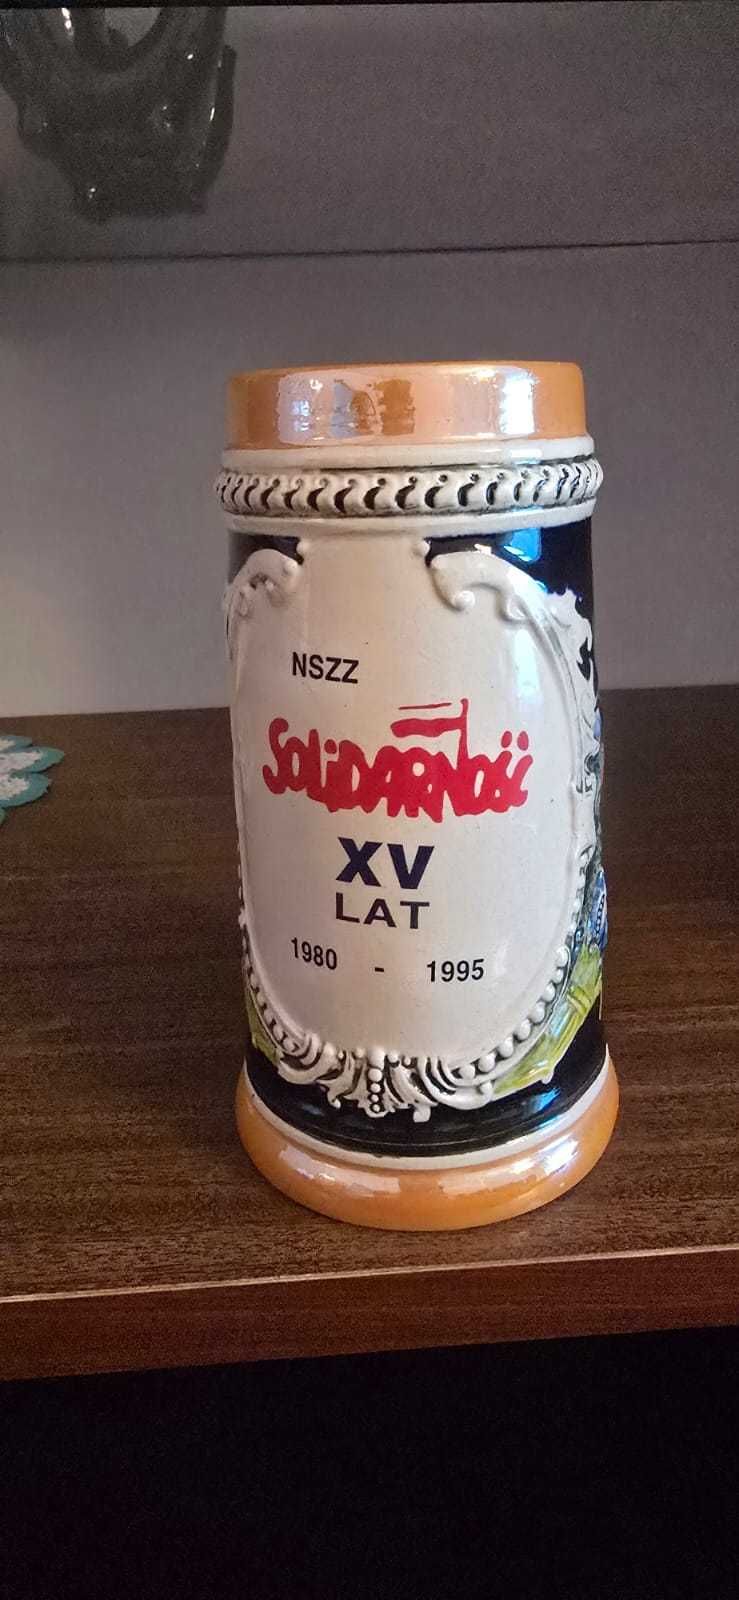 NSZZ
SOLiDARNOŚĆ
XV
LAT
1980 - 1995